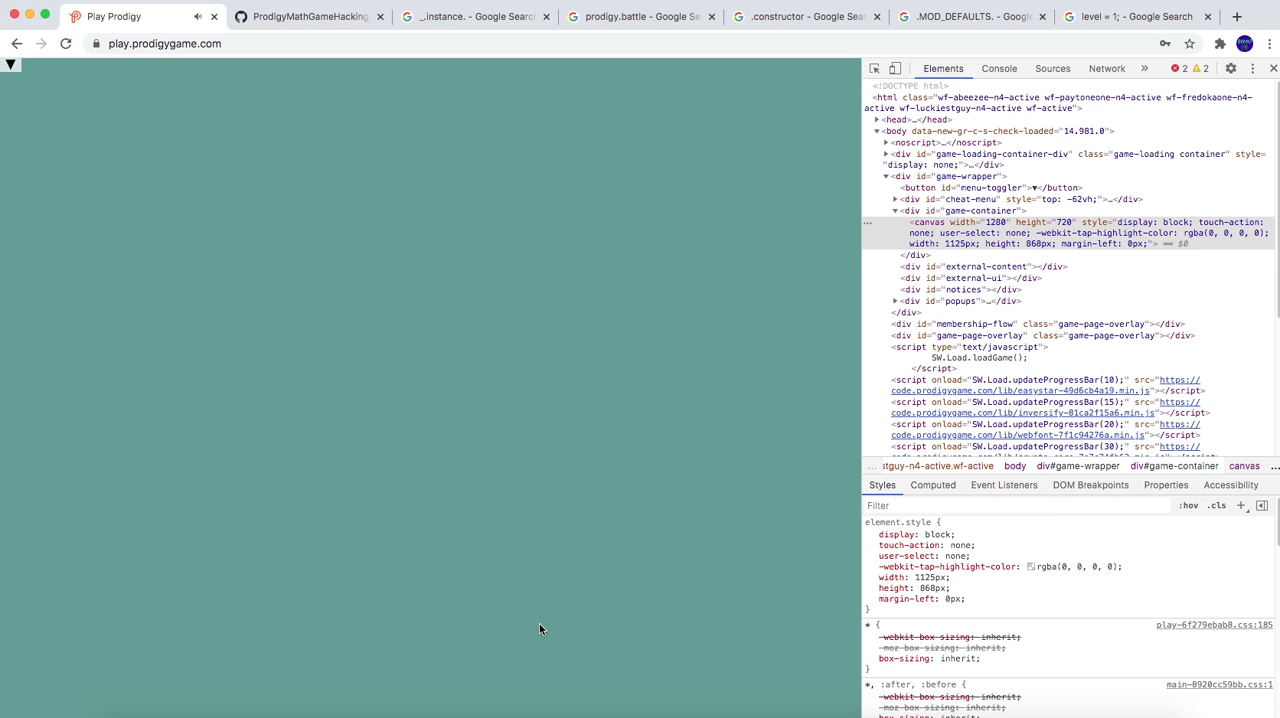 Play Prodigy
ProdigyMathGameHacking
_.instance. - Google Search
prodigy.battle - Google Se
.constructor - Google Searc
.MOD_DEFAULTS. - Google
level = 1; - Google Search
play.prodigygame.com
▼
Elements Console Sources Network » 2 2
<!DOCTYPE html>
<html class="wf-abeezee-n4-active wf-paytoneone-n4-active wf-fredokaone-n4-
active wf-luckiestguy-n4-active wf-active">
<head>…</head>
<body data-new-gr-c-s-check-loaded="14.981.0">
<noscript>…</noscript>
<div id="game-loading-container-div" class="game-loading container" style=
"display: none;">…</div>
<div id="game-wrapper">
<button id="menu-toggler">▼</button>
<div id="cheat-menu" style="top: -62vh;">…</div>
<div id="game-container">
<canvas width="1280" height="720" style="display: block; touch-action:
none; user-select: none; -webkit-tap-highlight-color: rgba(0, 0, 0, 0);
width: 1125px; height: 868px; margin-left: 0px;"> == $0
</div>
<div id="external-content"></div>
<div id="external-ui"></div>
<div id="notices"></div>
<div id="popups">…</div>
</div>
<div id="membership-flow" class="game-page-overlay"></div>
<div id="game-page-overlay" class="game-page-overlay"></div>
<script type="text/javascript">
SW.Load.loadGame();
</script>
<script onload="SW.Load.updateProgressBar(10);" src="https://
code.prodigygame.com/lib/easystar-49d6cb4a19.min.js"></script>
<script onload="SW.Load.updateProgressBar(15);" src="https://
code.prodigygame.com/lib/inversify-81ca2f15a6.min.js"></script>
<script onload="SW.Load.updateProgressBar(20);" src="https://
code.prodigygame.com/lib/webfont-7f1c94276a.min.js"></script>
<script onload="SW.Load.updateProgressBar(30);" src="https://
… stguy-n4-active.wf-active body div#game-wrapper div#game-container canvas …
Styles Computed Event Listeners DOM Breakpoints Properties Accessibility
Filter :hov .cls +
element.style {
display: block;
touch-action: none;
user-select: none;
-webkit-tap-highlight-color: rgba(0, 0, 0, 0);
width: 1125px;
height: 868px;
margin-left: 0px;
}
* { play-6f279ebab8.css:185
-webkit-box-sizing: inherit;
-moz-box-sizing: inherit;
box-sizing: inherit;
}
*, :after, :before { main-8920cc59bb.css:1
-webkit-box-sizing: inherit;
-moz-box-sizing: inherit;